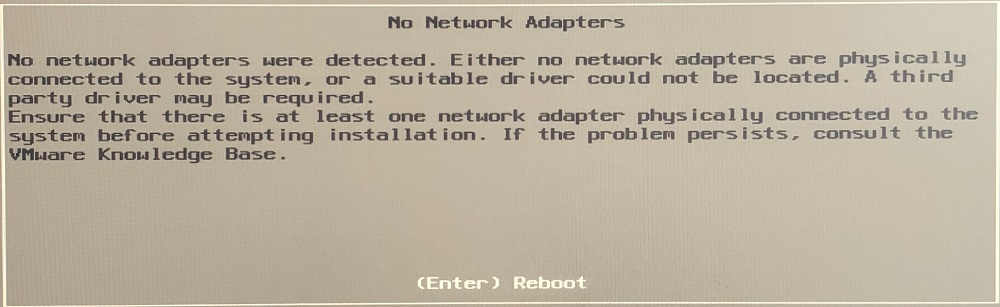 No Network Adapters
No network adapters were detected. Either no network adapters are physically
connected to the system, or a suitable driver could not be located. A third
party driver may be required.
Ensure that there is at least one network adapter physically connected to the
system before attempting installation. If the problem persists, consult the
VMware Knowledge Base.
(Enter) Reboot